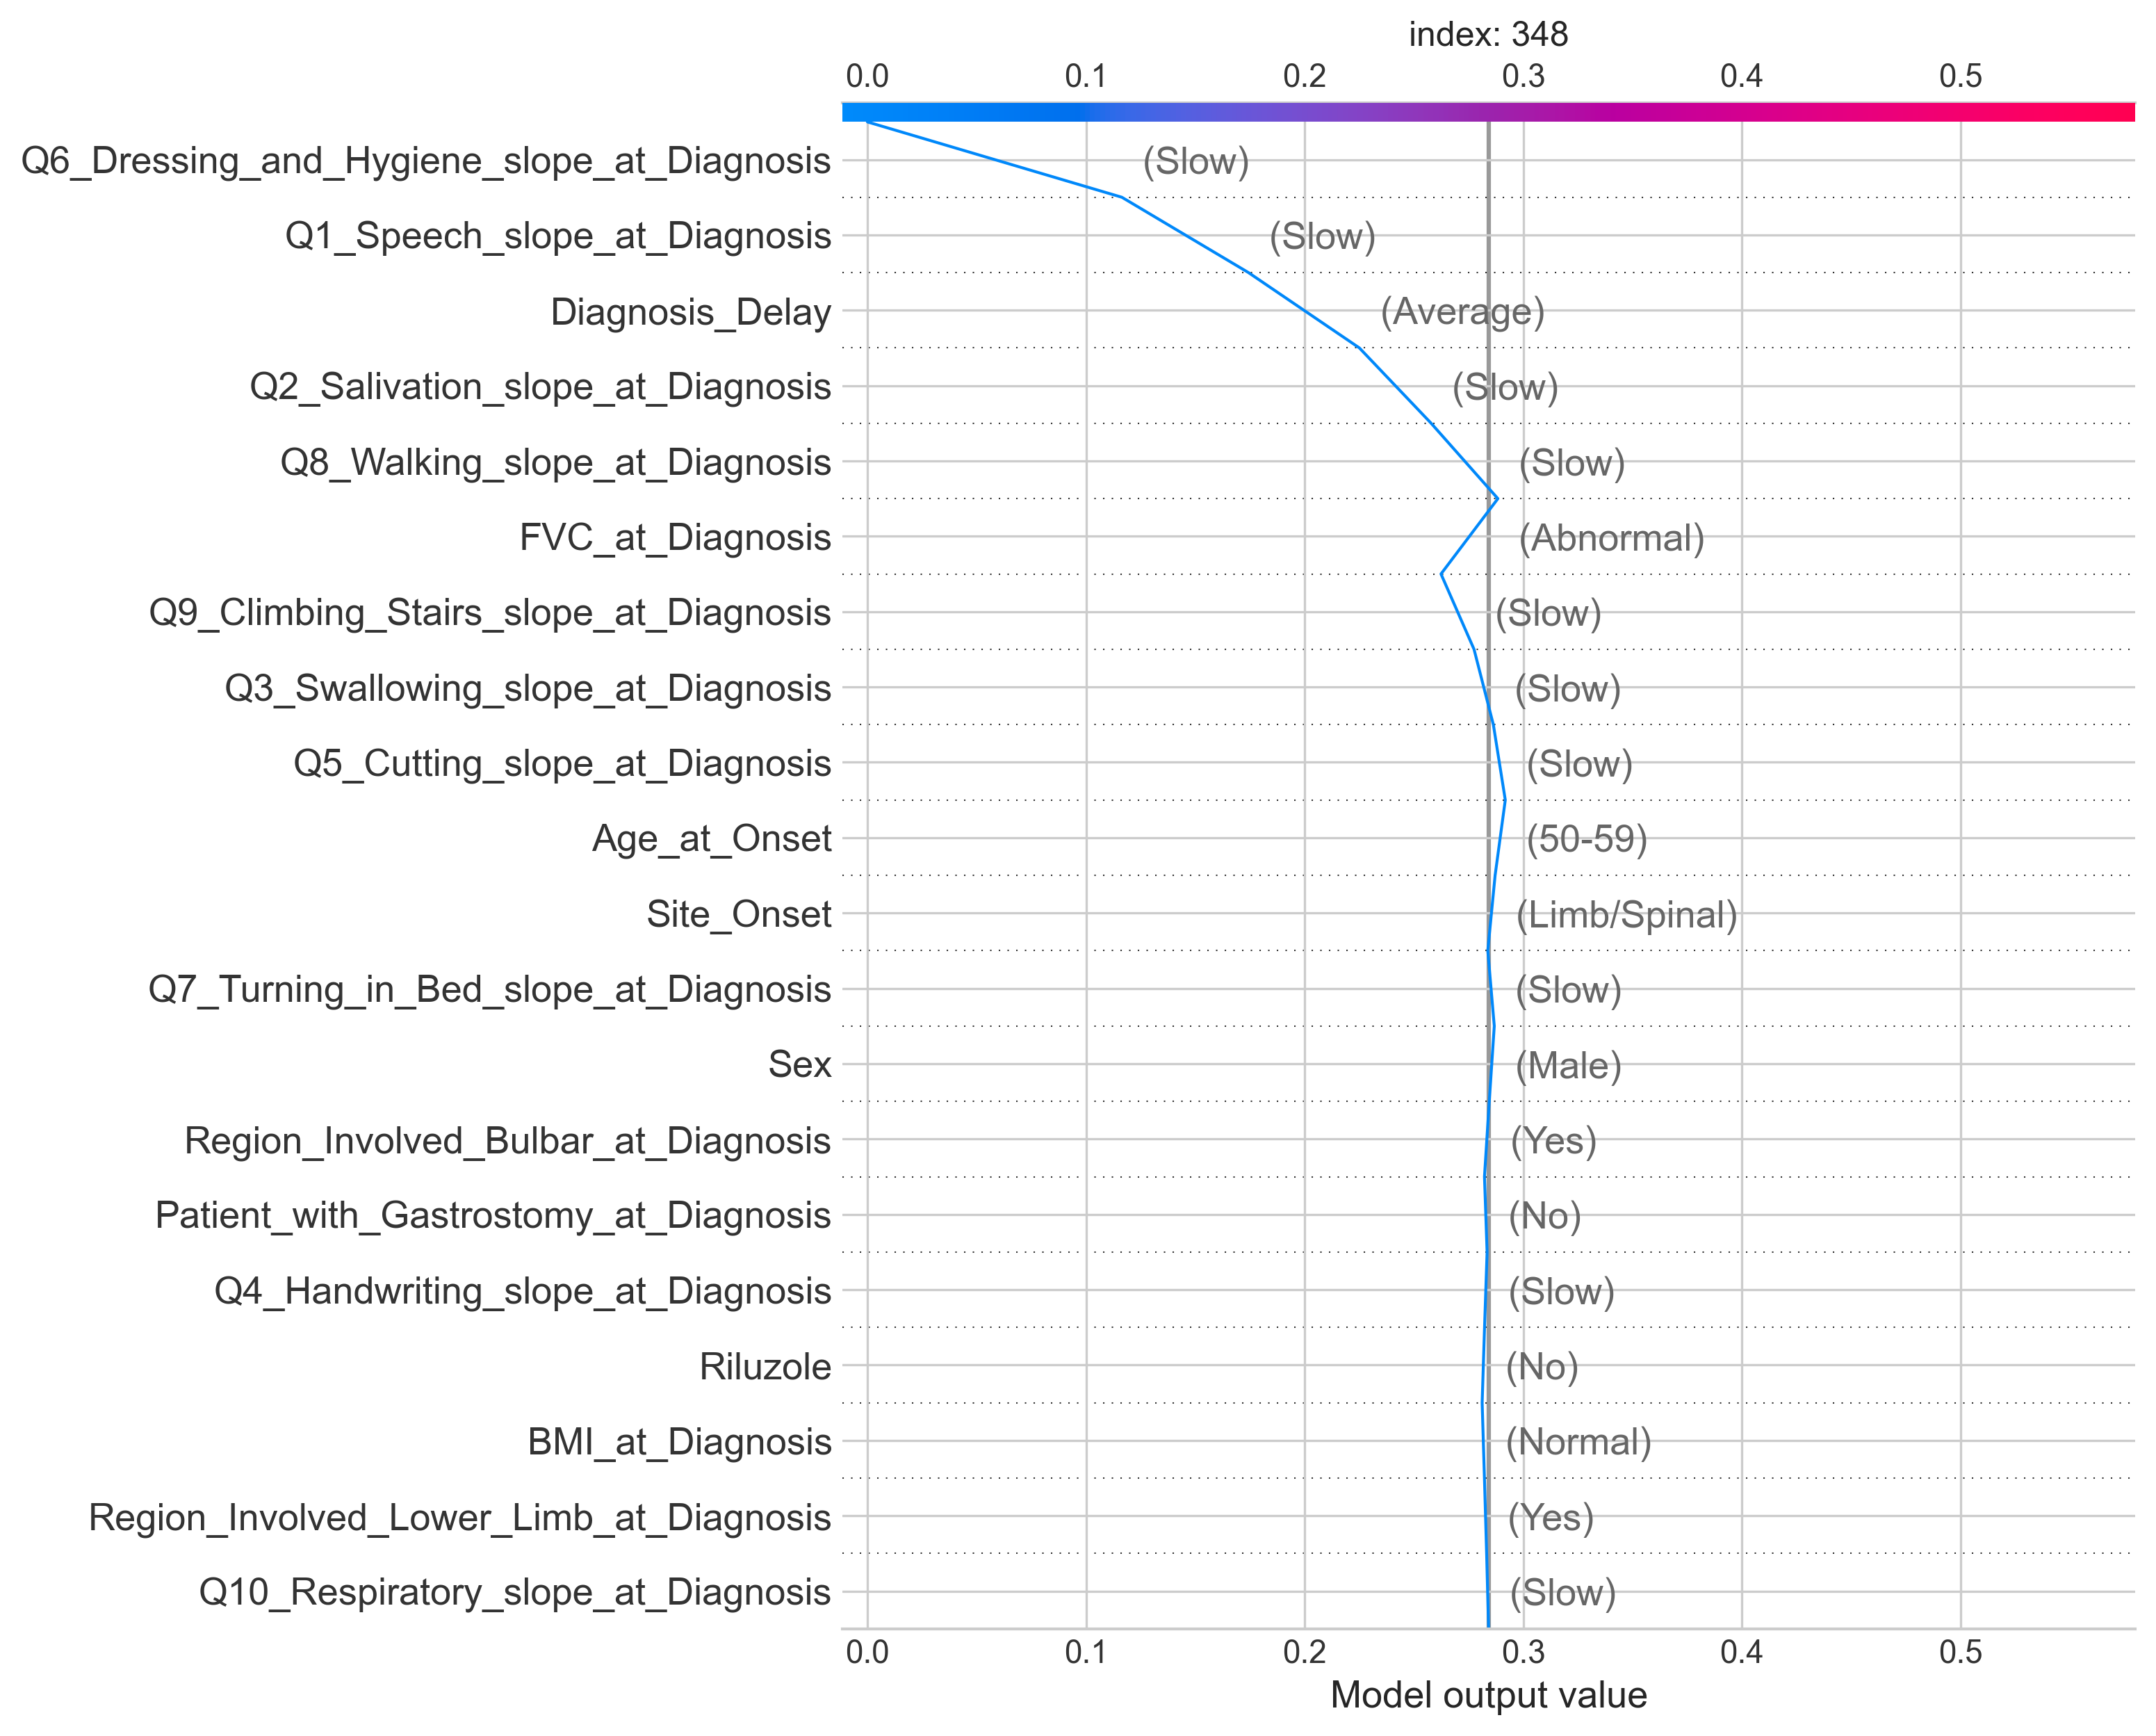 index: 348
0.0 0.1 0.2 0.3 0.4 0.5
Q6_Dressing_and_Hygiene_slope_at_Diagnosis (Slow)
Q1_Speech_slope_at_Diagnosis (Slow)
Diagnosis_Delay (Average)
Q2_Salivation_slope_at_Diagnosis (Slow)
Q8_Walking_slope_at_Diagnosis (Slow)
FVC_at_Diagnosis (Abnormal)
Q9_Climbing_Stairs_slope_at_Diagnosis (Slow)
Q3_Swallowing_slope_at_Diagnosis (Slow)
Q5_Cutting_slope_at_Diagnosis (Slow)
Age_at_Onset (50-59)
Site_Onset (Limb/Spinal)
Q7_Turning_in_Bed_slope_at_Diagnosis (Slow)
Sex (Male)
Region_Involved_Bulbar_at_Diagnosis (Yes)
Patient_with_Gastrostomy_at_Diagnosis (No)
Q4_Handwriting_slope_at_Diagnosis (Slow)
Riluzole (No)
BMI_at_Diagnosis (Normal)
Region_Involved_Lower_Limb_at_Diagnosis (Yes)
Q10_Respiratory_slope_at_Diagnosis (Slow)
0.0 0.1 0.2 0.3 0.4 0.5
Model output value